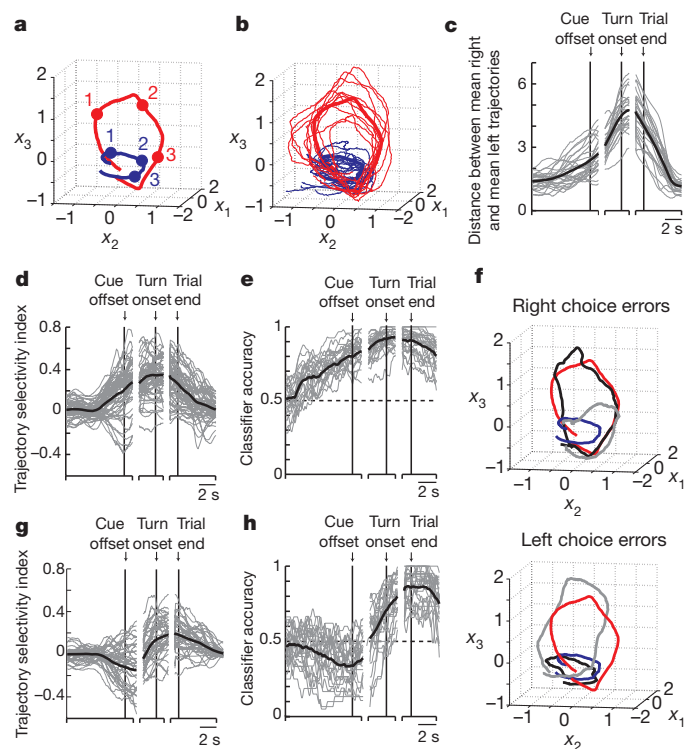 a
2
1
0
−1
x3
1
2
3
1
2
3
−1
0
1
−2
0
2
x2
x1
b
2
1
0
−1
x3
−1
0
1
−2
0
2
x2
x1
c
Cue offset
Turn onset
Trial end
Distance between mean right and mean left trajectories
6
3
0
2 s
d
Cue offset
Turn onset
Trial end
Trajectory selectivity index
0.8
0.4
0
−0.4
2 s
e
Cue offset
Turn onset
Trial end
Classifier accuracy
1
0.5
0
2 s
f
Right choice errors
2
1
0
−1
x3
−1
0
1
−2
0
2
x2
x1
g
Cue offset
Turn onset
Trial end
Trajectory selectivity index
0.8
0.4
0
−0.4
2 s
h
Cue offset
Turn onset
Trial end
Classifier accuracy
1
0.5
0
2 s
Left choice errors
2
1
0
−1
x3
−1
0
1
−2
0
2
x2
x1